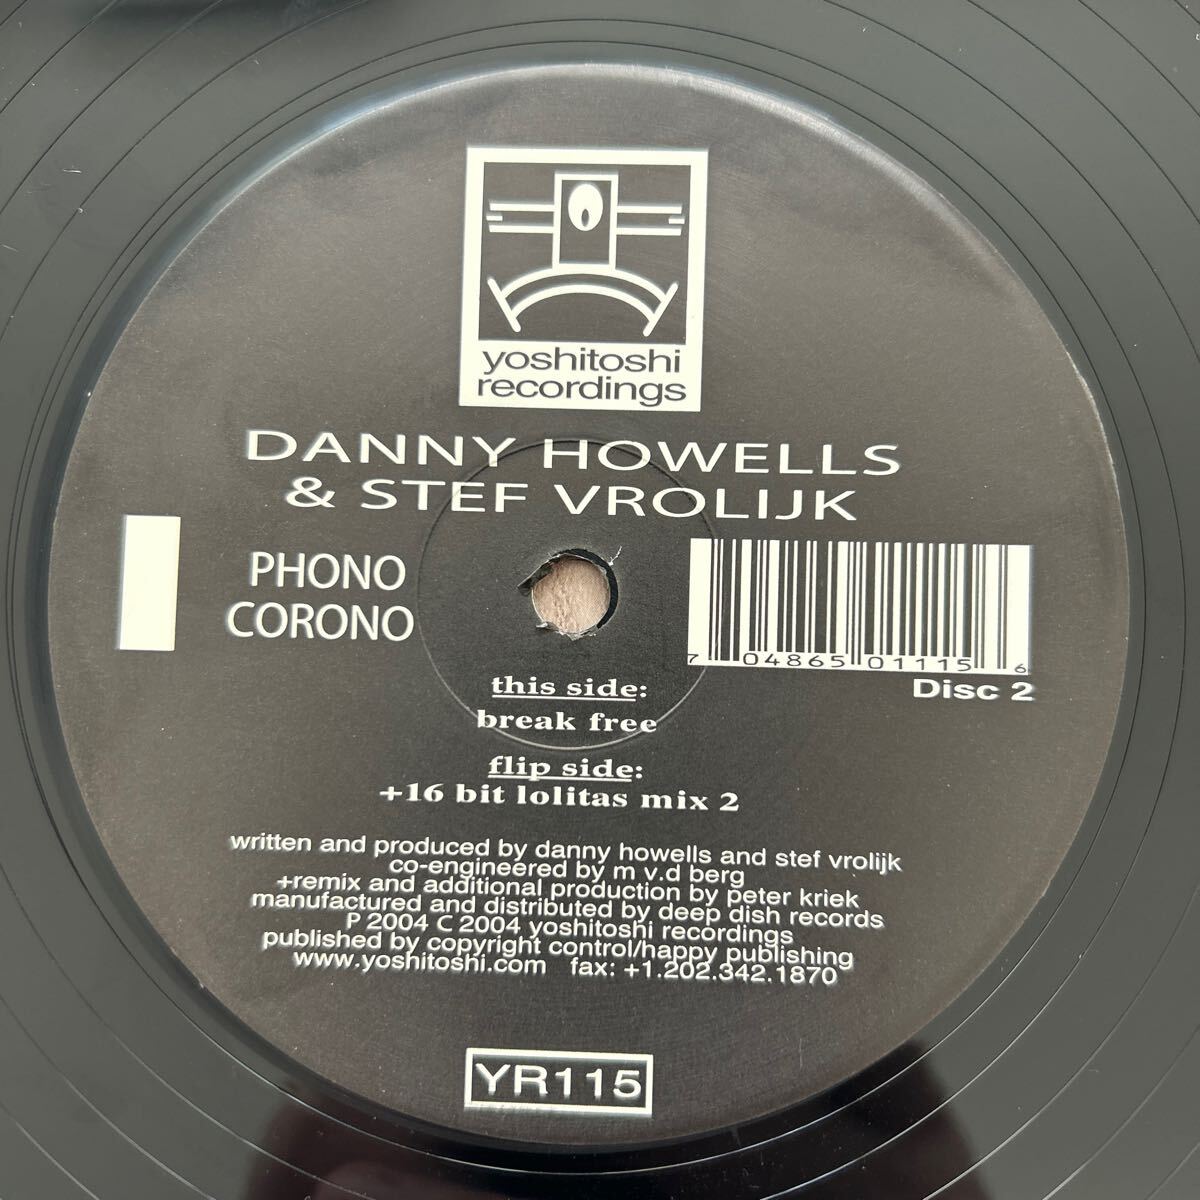 yoshitoshi
recordings
DANNY HOWELLS
& STEF VROLIJK
PHONO
CORONO
7 04865 01115 6
Disc 2
this side:
break free
flip side:
+16 bit lolitas mix 2
written and produced by danny howells and stef vrolijk
co-engineered by m v.d berg
+remix and additional production by peter kriek
manufactured and distributed by deep dish records
P 2004 C 2004 yoshitoshi recordings
published by copyright control/happy publishing
www.yoshitoshi.com fax: +1.202.342.1870
YR115